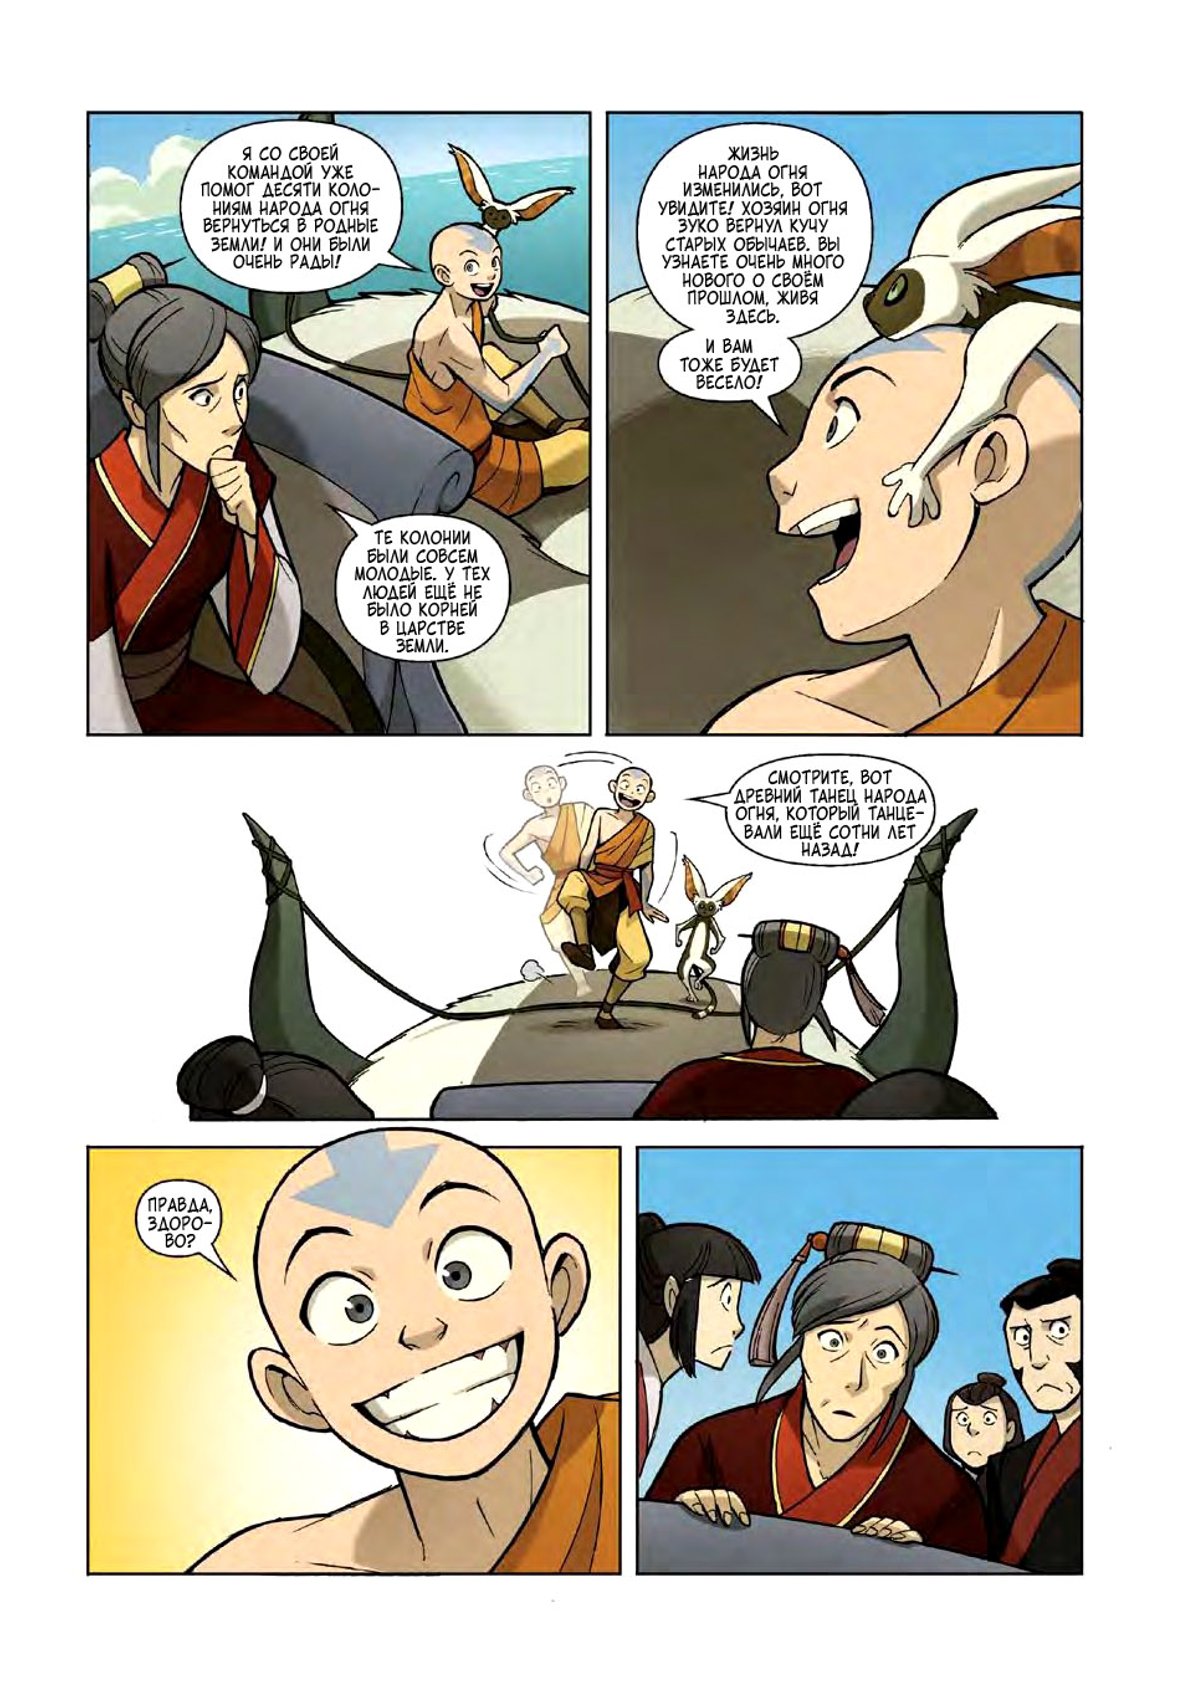 Я СО СВОЕЙ
КОМАНДОЙ УЖЕ
ПОМОГ ДЕСЯТИ КОЛО-
НИЯМ НАРОДА ОГНЯ
ВЕРНУТЬСЯ В РОДНЫЕ
ЗЕМЛИ! И ОНИ БЫЛИ
ОЧЕНЬ РАДЫ!
ТЕ КОЛОНИИ
БЫЛИ СОВСЕМ
МОЛОДЫЕ. У ТЕХ
ЛЮДЕЙ ЕЩЁ НЕ
БЫЛО КОРНЕЙ
В ЦАРСТВЕ
ЗЕМЛИ.
ЖИЗНЬ
НАРОДА ОГНЯ
ИЗМЕНИЛИСЬ, ВОТ
УВИДИТЕ! ХОЗЯИН ОГНЯ
ЗУКО ВЕРНУЛ КУЧУ
СТАРЫХ ОБЫЧАЕВ. ВЫ
УЗНАЕТЕ ОЧЕНЬ МНОГО
НОВОГО О СВОЁМ
ПРОШЛОМ, ЖИВЯ
ЗДЕСЬ.
И ВАМ
ТОЖЕ БУДЕТ
ВЕСЕЛО!
СМОТРИТЕ, ВОТ
ДРЕВНИЙ ТАНЕЦ НАРОДА
ОГНЯ, КОТОРЫЙ ТАНЦЕ-
ВАЛИ ЕЩЁ СОТНИ ЛЕТ
НАЗАД!
ПРАВДА,
ЗДОРО-
ВО?